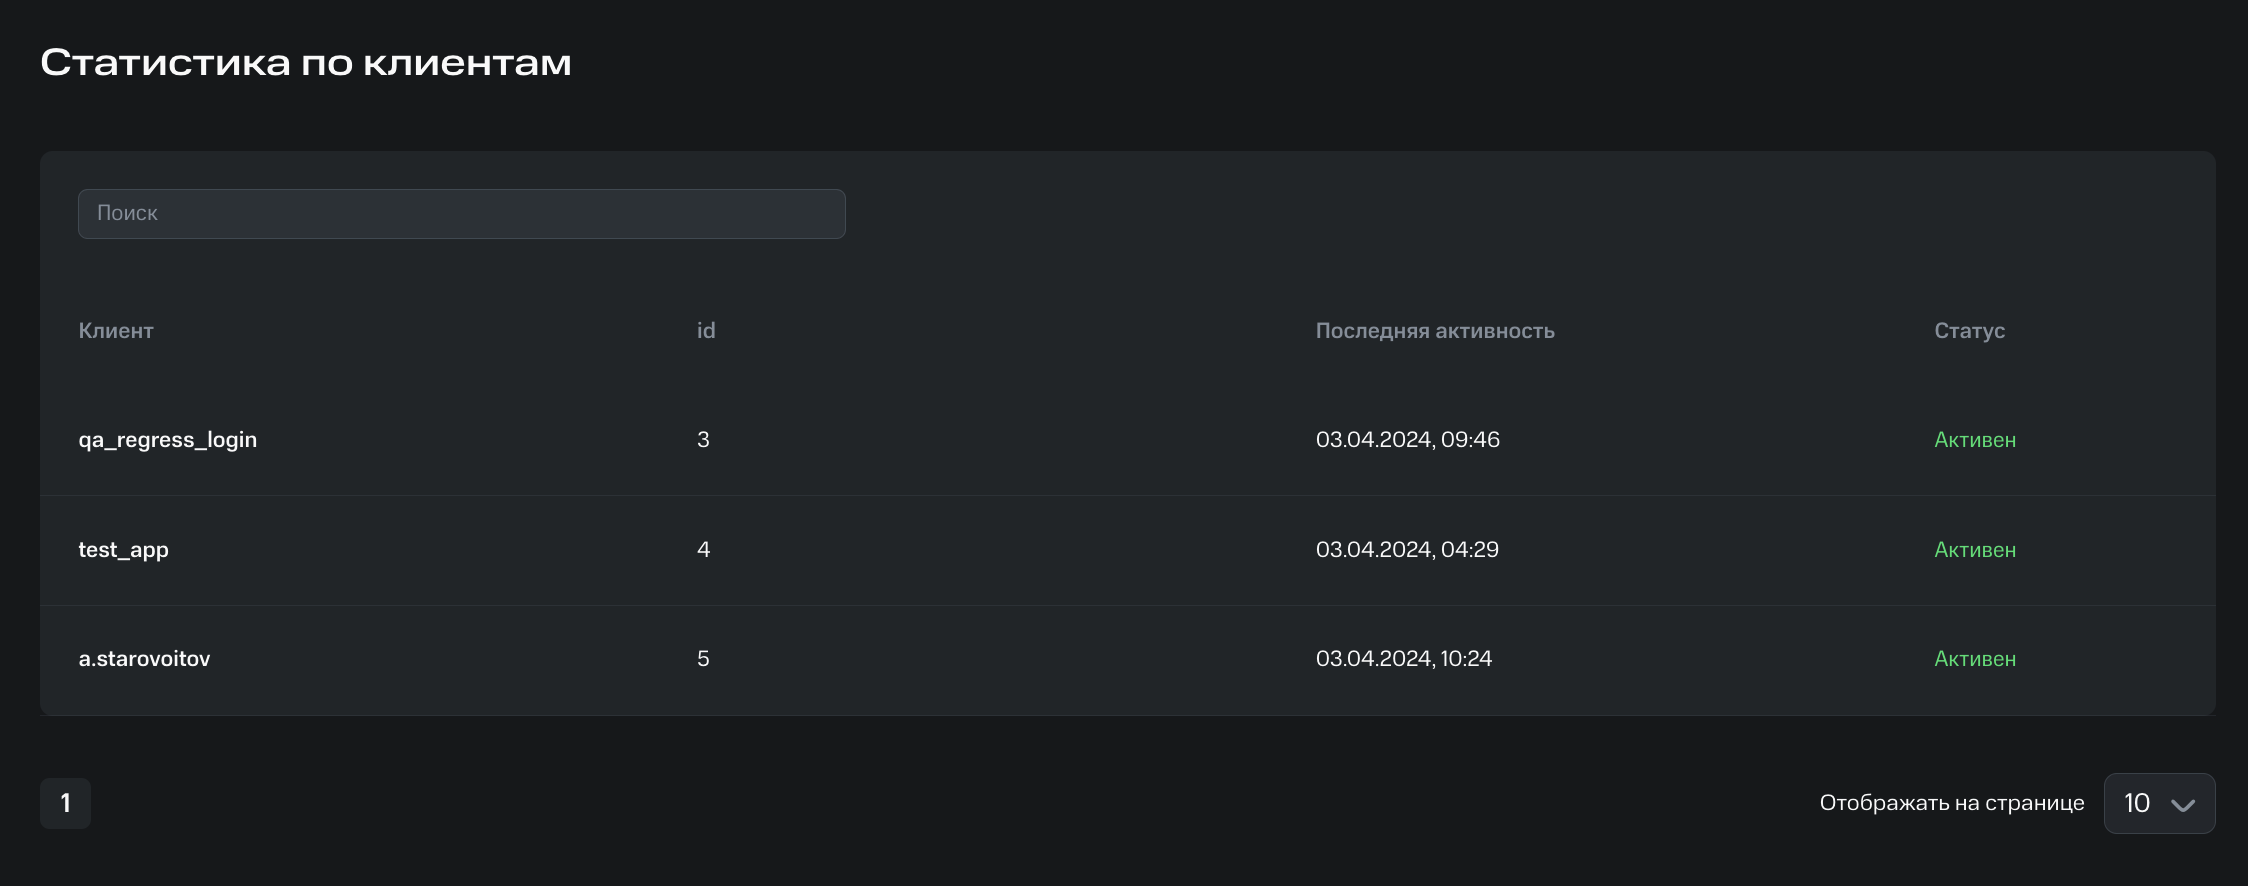 Статистика по клиентам
Поиск
Клиент id Последняя активность Статус
qa_regress_login 3 03.04.2024, 09:46 Активен
test_app 4 03.04.2024, 04:29 Активен
a.starovoitov 5 03.04.2024, 10:24 Активен
1 Отображать на странице 10